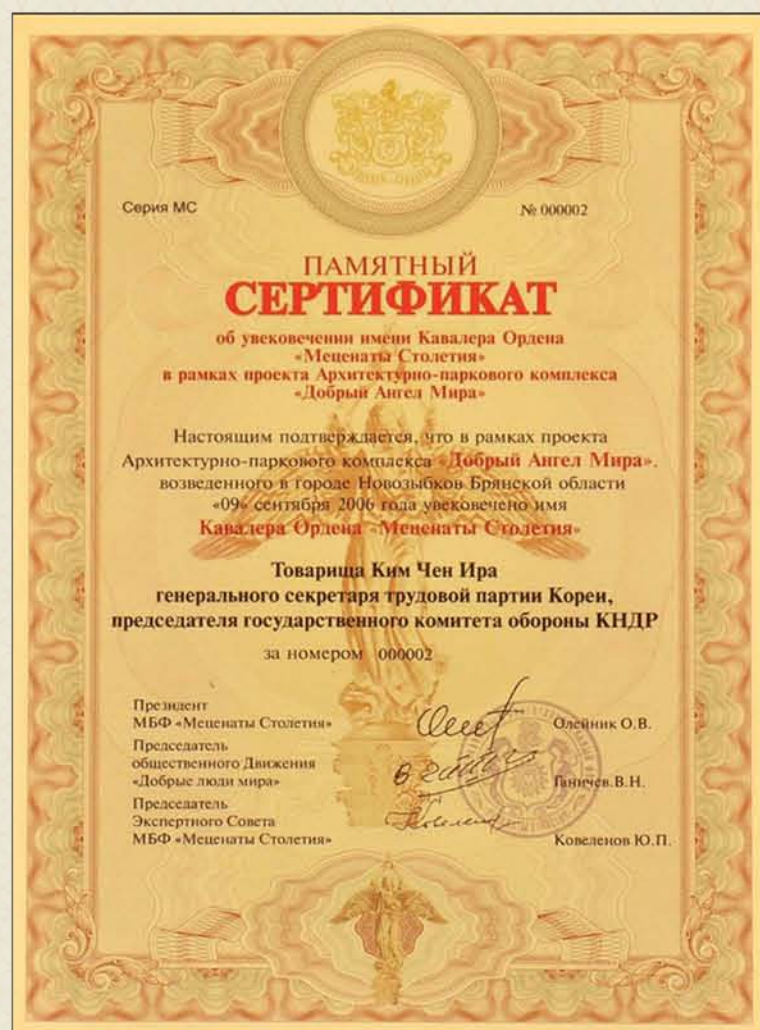 Серия МС
№ 000002
ПАМЯТНЫЙ
СЕРТИФИКАТ
об увековечении имени Кавалера Ордена
«Меценаты Столетия»
в рамках проекта Архитектурно-паркового комплекса
«Добрый Ангел Мира»
Настоящим подтверждается, что в рамках проекта
Архитектурно-паркового комплекса «Добрый Ангел Мира».
возведенного в городе Новозыбков Брянской области
«09» сентября 2006 года увековечено имя
Кавалера Ордена «Меценаты Столетия»
Товарища Ким Чен Ира
генерального секретаря трудовой партии Кореи,
председателя государственного комитета обороны КНДР
за номером 000002
Президент
МБФ «Меценаты Столетия»
Олейник О.В.
Председатель
общественного Движения
«Добрые люди мира»
Ганичев.В.Н.
Председатель
Экспертного Совета
МБФ «Меценаты Столетия»
Ковеленов Ю.П.